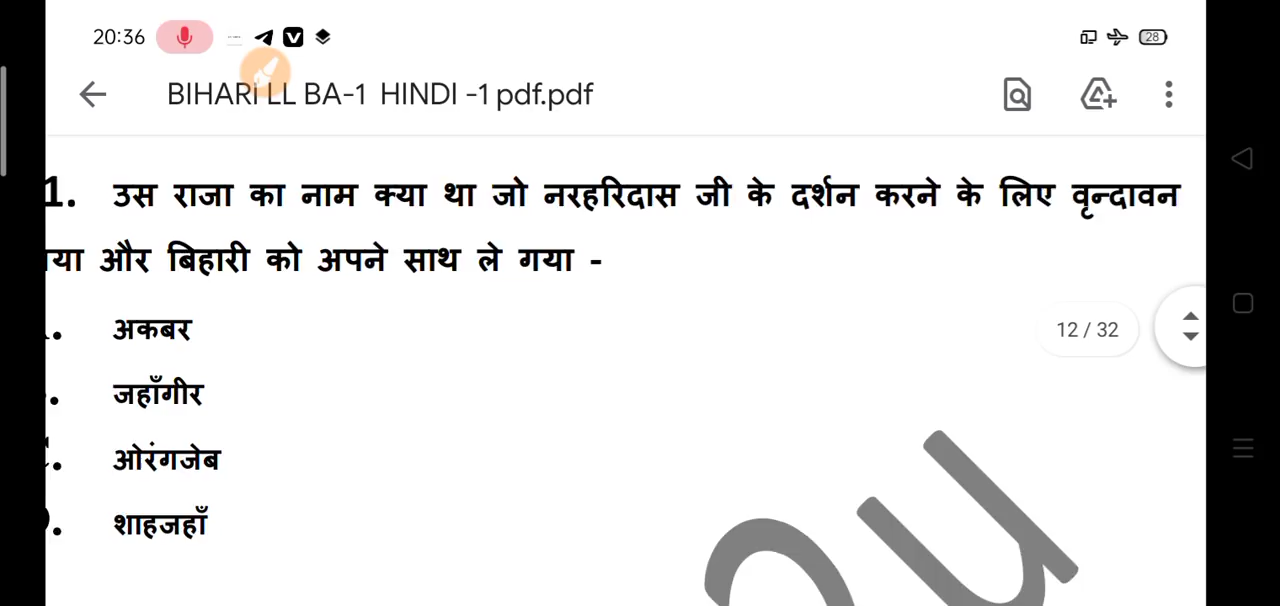 20:36 28
BIHARI LL BA-1 HINDI -1 pdf.pdf
1. उस राजा का नाम क्या था जो नरहरिदास जी के दर्शन करने के लिए वृन्दावन
और बिहारी को अपने साथ ले गया -
अकबर
12 / 32
जहाँगीर
ओरंगजेब
शाहजहाँ